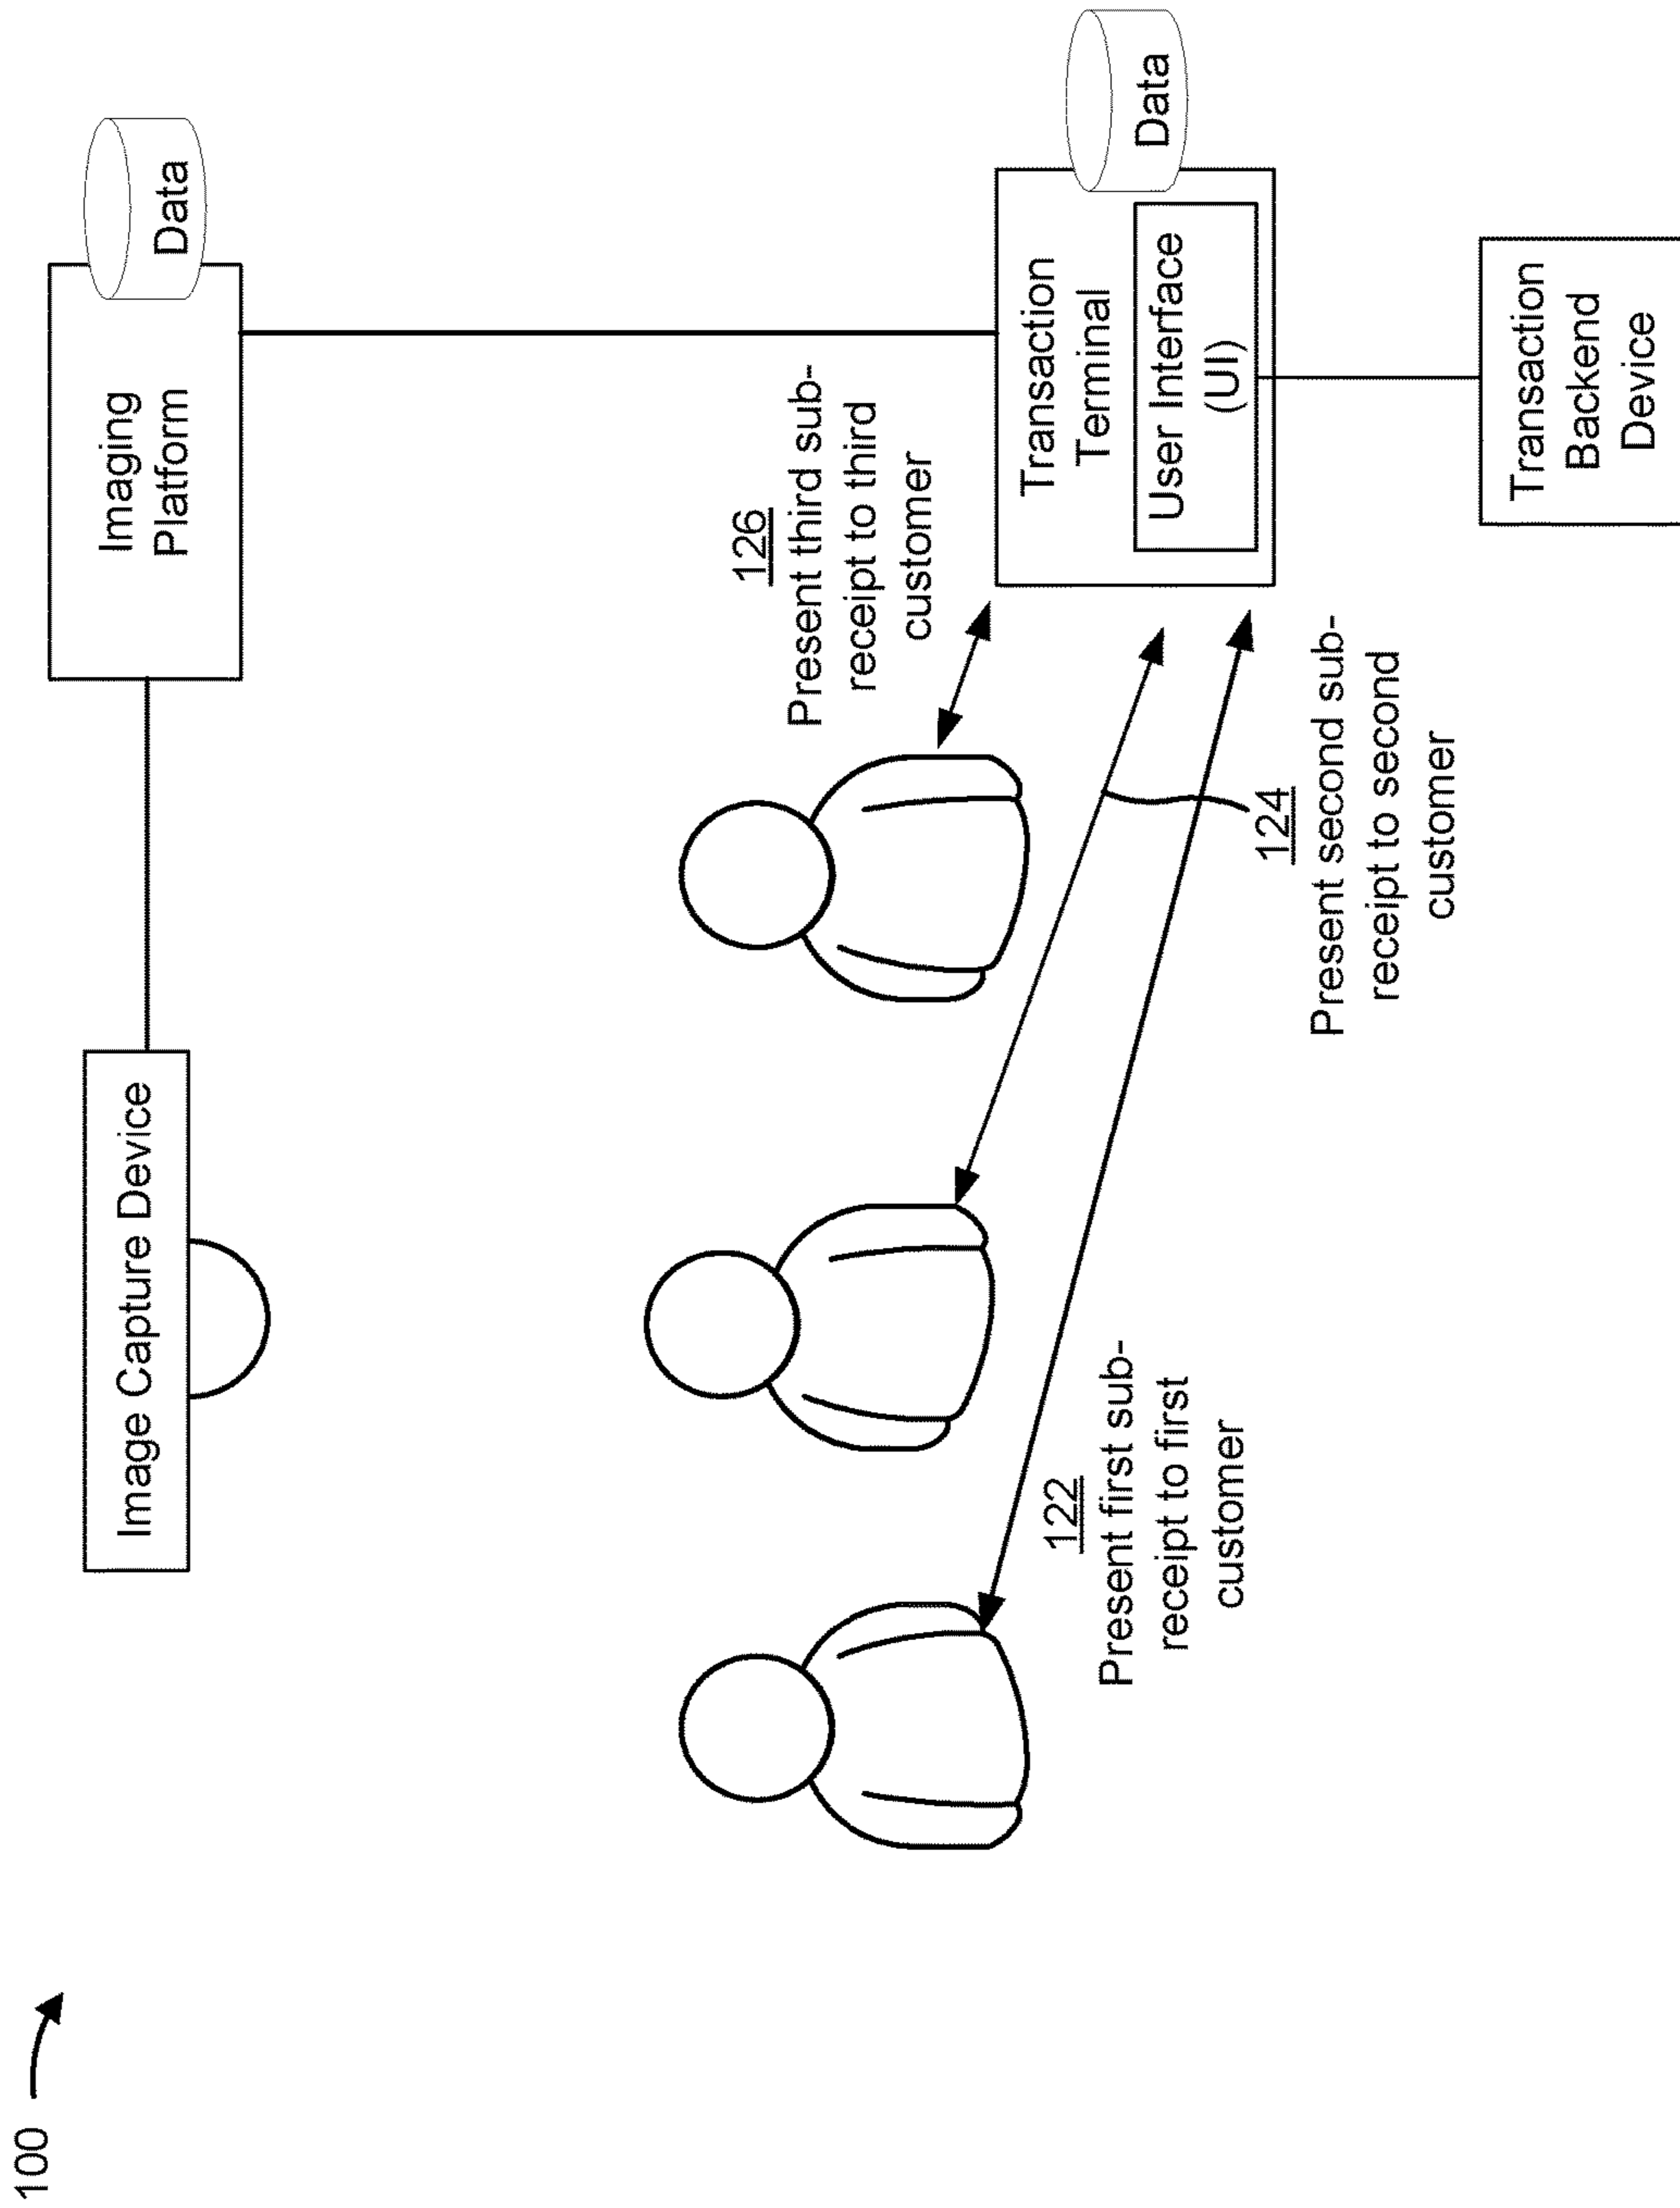 100
Image Capture Device
Imaging
Platform
Data
122
Present first sub-
receipt to first
customer
124
Present second sub-
receipt to second
customer
126
Present third sub-
receipt to third
customer
Transaction
Terminal
User Interface
(UI)
Data
Transaction
Backend
Device